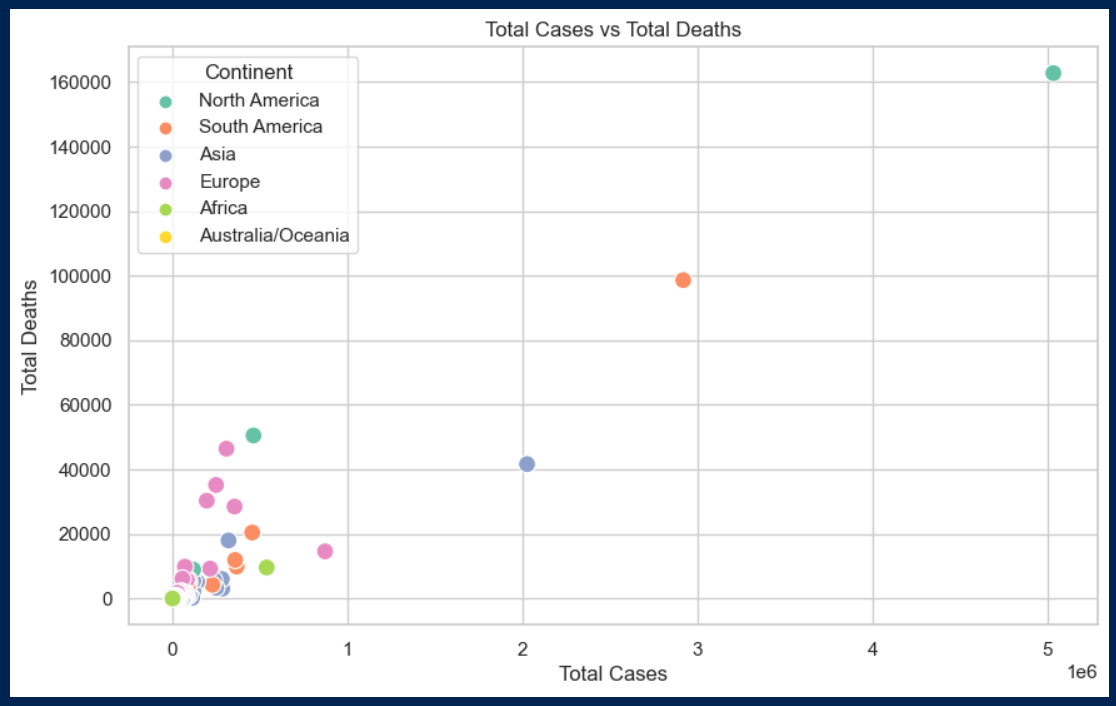 Total Cases vs Total Deaths
Continent
North America
South America
Asia
Europe
Africa
Australia/Oceania
160000
140000
120000
100000
80000
60000
40000
20000
0
Total Deaths
0 1 2 3 4 5
1e6
Total Cases